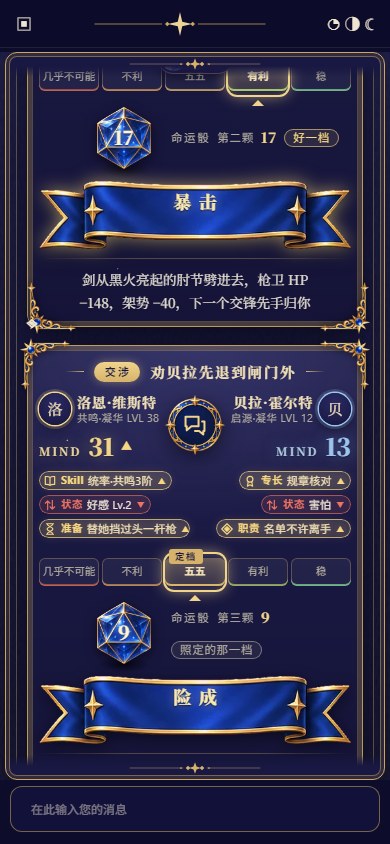 几乎不可能 不利 五五 有利 稳
17
命运骰 第二颗 17 好一档
暴击
剑从黑火亮起的肘节劈进去，枪卫 HP
−148，架势 −40，下一个交锋先手归你
交涉 劝贝拉先退到闸门外
洛 洛恩·维斯特 贝拉·霍尔特 贝
共鸣·凝华 LVL 38 启源·凝华 LVL 12
MIND 31 MIND 13
Skill 统率·共鸣3阶 专长 规章核对
状态 好感 Lv.2 状态 害怕
准备 替她挡过头一杆枪 职责 名单不许离手
定档
几乎不可能 不利 五五 有利 稳
命运骰 第三颗 9
9
照定的那一档
险成
在此输入您的消息